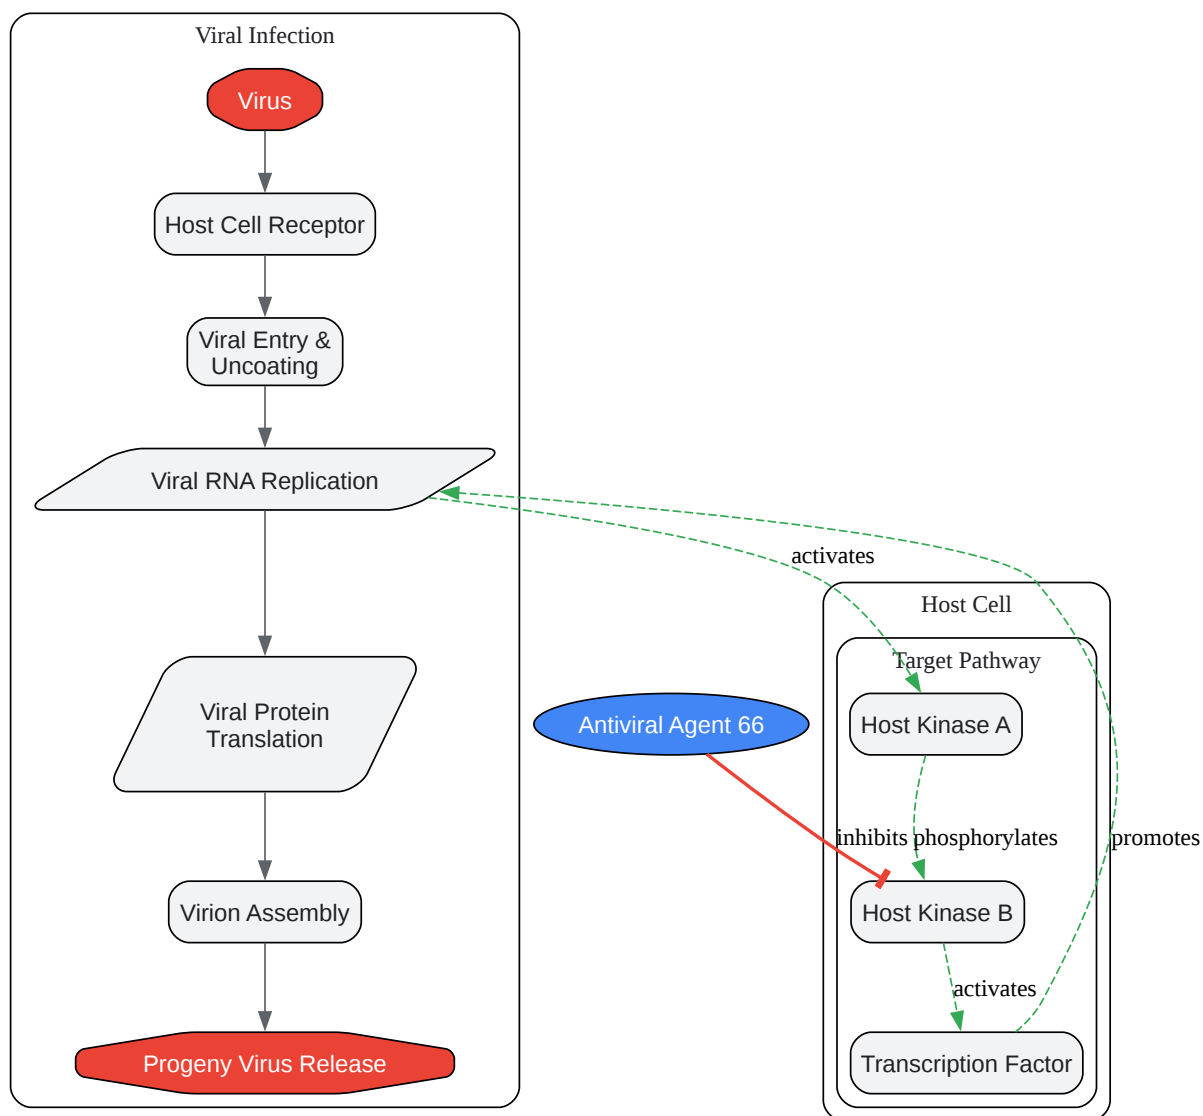 Viral Infection
Virus
Host Cell Receptor
Viral Entry &
Uncoating
Viral RNA Replication
activates
Host Cell
Target Pathway
Viral Protein
Translation
Antiviral Agent 66
Host Kinase A
inhibits
phosphorylates
promotes
Virion Assembly
Host Kinase B
activates
Progeny Virus Release
Transcription Factor